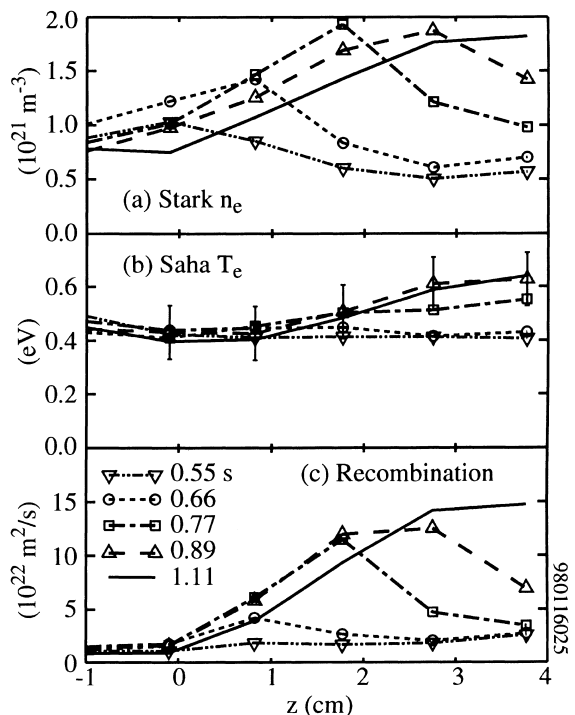 2.0
1.5
1.0
0.5
0.0
(10²¹ m⁻³)
(a) Stark nₑ
(b) Saha Tₑ
0.6
0.4
0.2
0.0
(eV)
(c) Recombination
0.55 s
0.66
0.77
0.89
1.11
15
10
5
0
(10²² m²/s)
-1 0 1 2 3 4
z (cm)
980116025